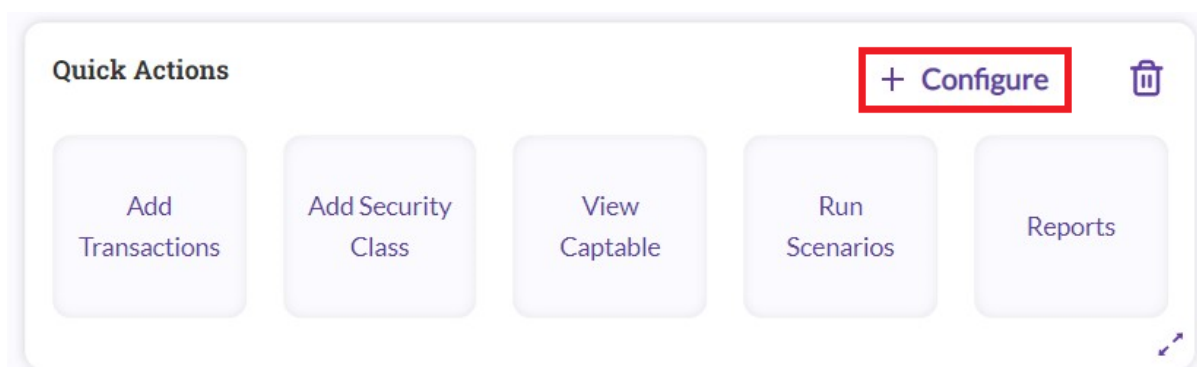 Quick Actions
+ Configure
Add
Transactions
Add Security
Class
View
Captable
Run
Scenarios
Reports